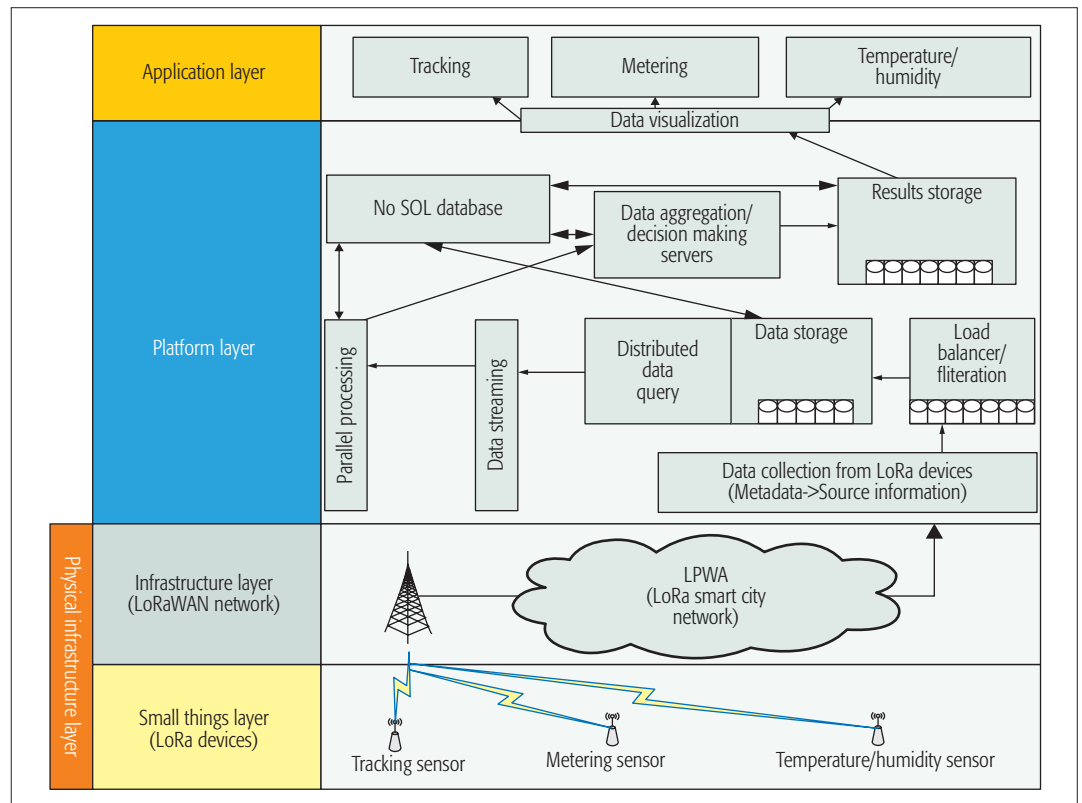 Application layer
Tracking
Metering
Temperature/
humidity
Data visualization
Platform layer
No SOL database
Data aggregation/
decision making
servers
Results storage
Parallel processing
Data streaming
Distributed
data
query
Data storage
Load
balancer/
fliteration
Data collection from LoRa devices
(Metadata->Source information)
Physical infrastructure layer
Infrastructure layer
(LoRaWAN network)
LPWA
(LoRa smart city
network)
Small things layer
(LoRa devices)
Tracking sensor
Metering sensor
Temperature/humidity sensor